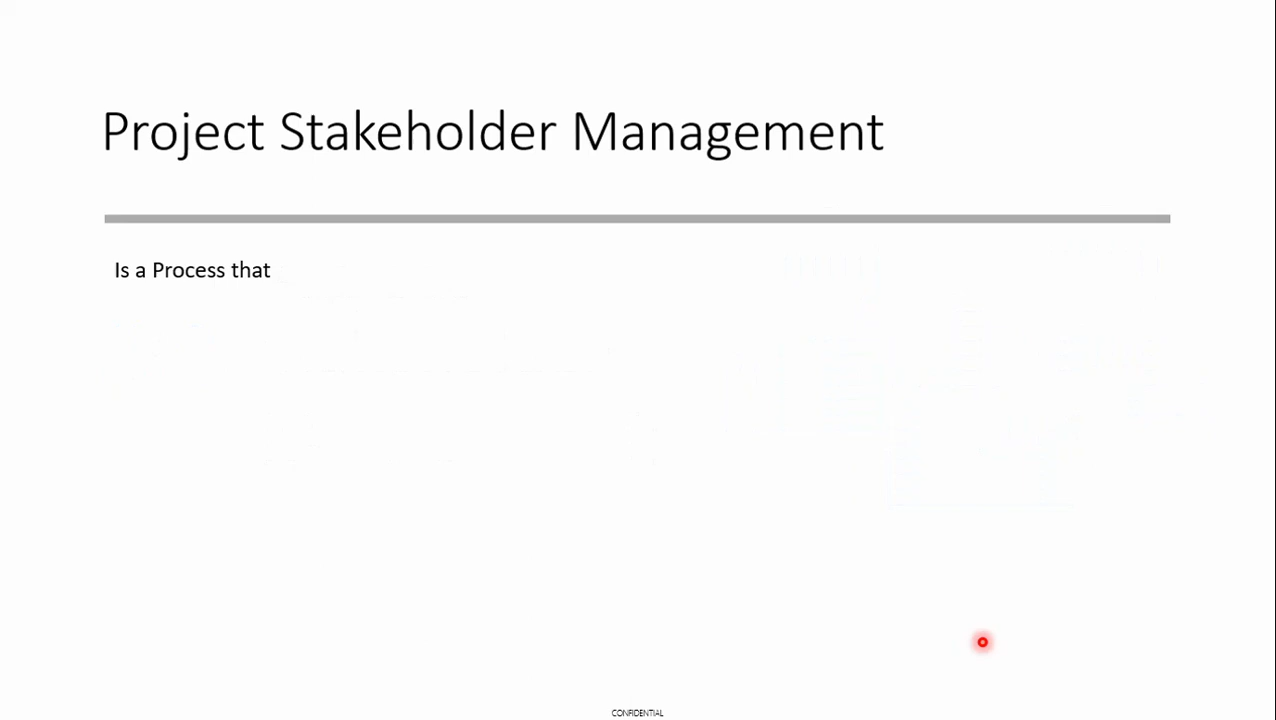 Project Stakeholder Management
Is a Process that
CONFIDENTIAL